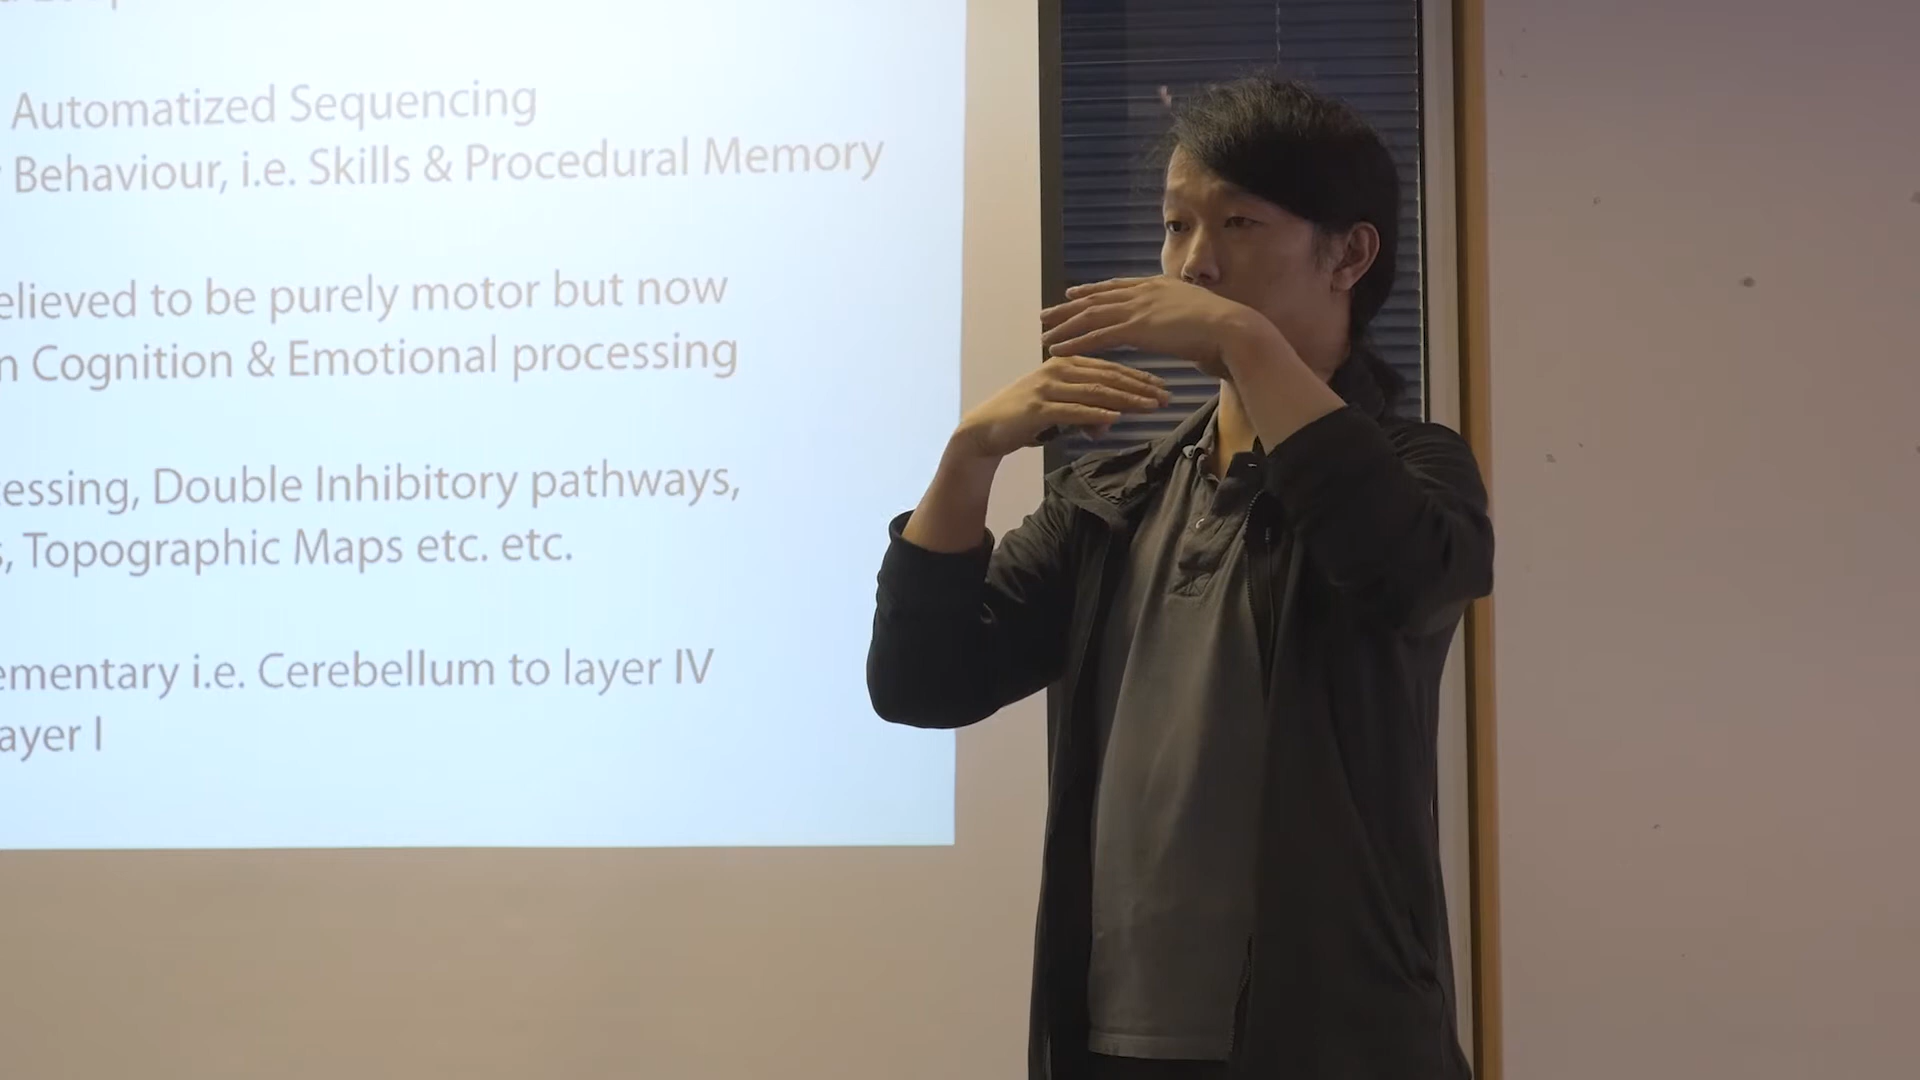 Automatized Sequencing
Behaviour, i.e. Skills & Procedural Memory
elieved to be purely motor but now
n Cognition & Emotional processing
essing, Double Inhibitory pathways,
s, Topographic Maps etc. etc.
ementary i.e. Cerebellum to layer IV
ayer I